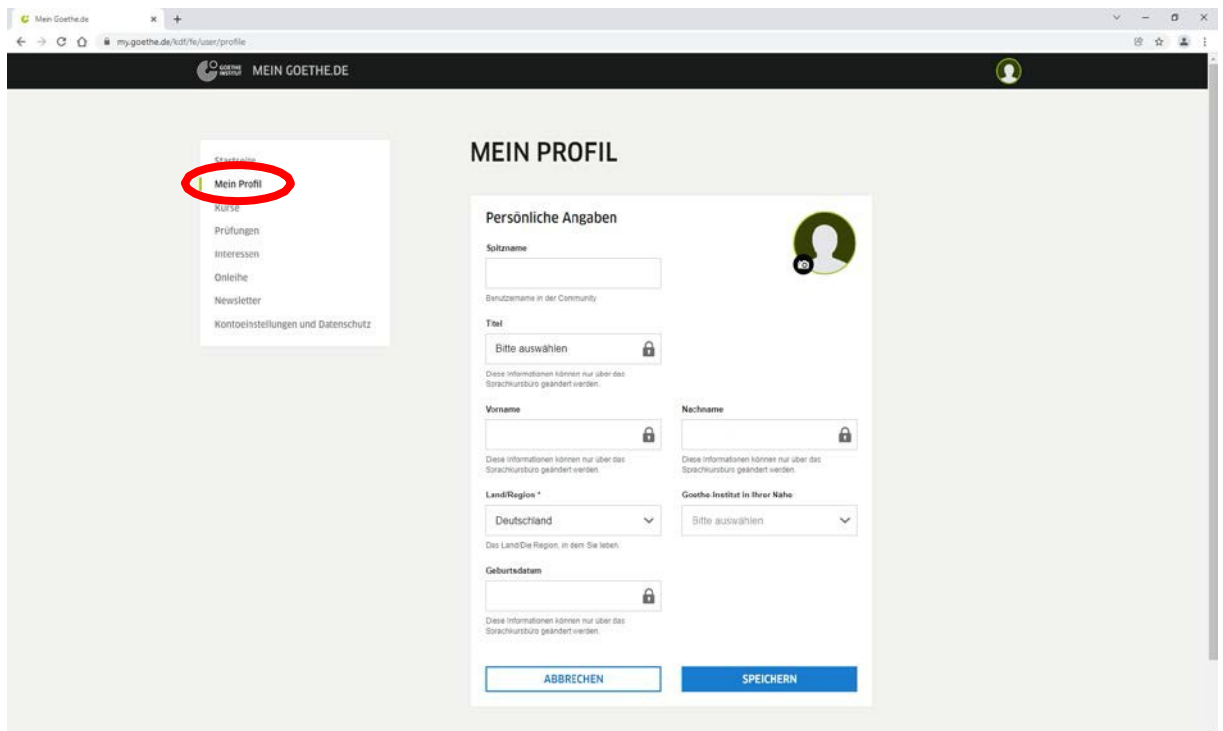 Mein Goethe.de
my.goethe.de/kdf/fe/user/profile
GOETHE INSTITUT
MEIN GOETHE.DE
Startseite
Mein Profil
Kurse
Prüfungen
Interessen
Onleihe
Newsletter
Kontoeinstellungen und Datenschutz
MEIN PROFIL
Persönliche Angaben
Spitzname
Benutzername in der Community
Titel
Bitte auswählen
Diese Informationen können nur über das
Sprachkursbüro geändert werden.
Vorname
Diese Informationen können nur über das
Sprachkursbüro geändert werden.
Nachname
Diese Informationen können nur über das
Sprachkursbüro geändert werden.
Land/Region *
Deutschland
Das Land/Die Region, in dem Sie leben.
Goethe-Institut in Ihrer Nähe
Bitte auswählen
Geburtsdatum
Diese Informationen können nur über das
Sprachkursbüro geändert werden.
ABBRECHEN
SPEICHERN